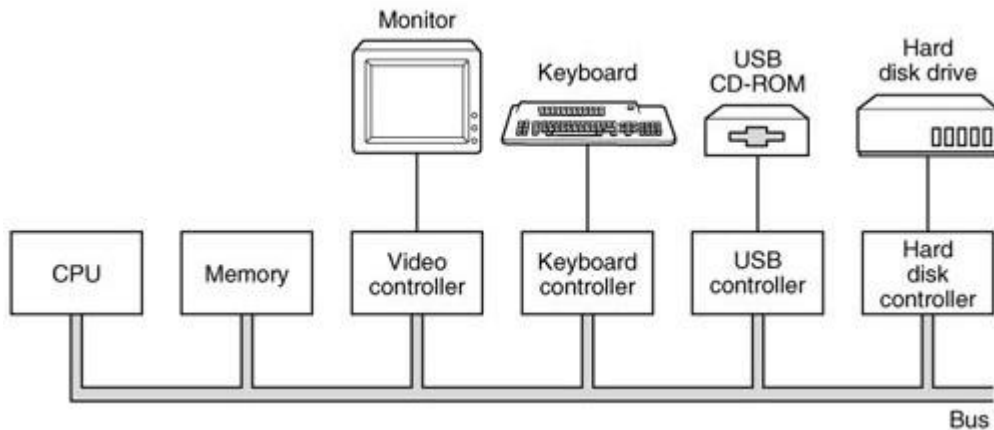 Monitor
Keyboard
USB
CD-ROM
Hard
disk drive
CPU
Memory
Video
controller
Keyboard
controller
USB
controller
Hard
disk
controller
Bus